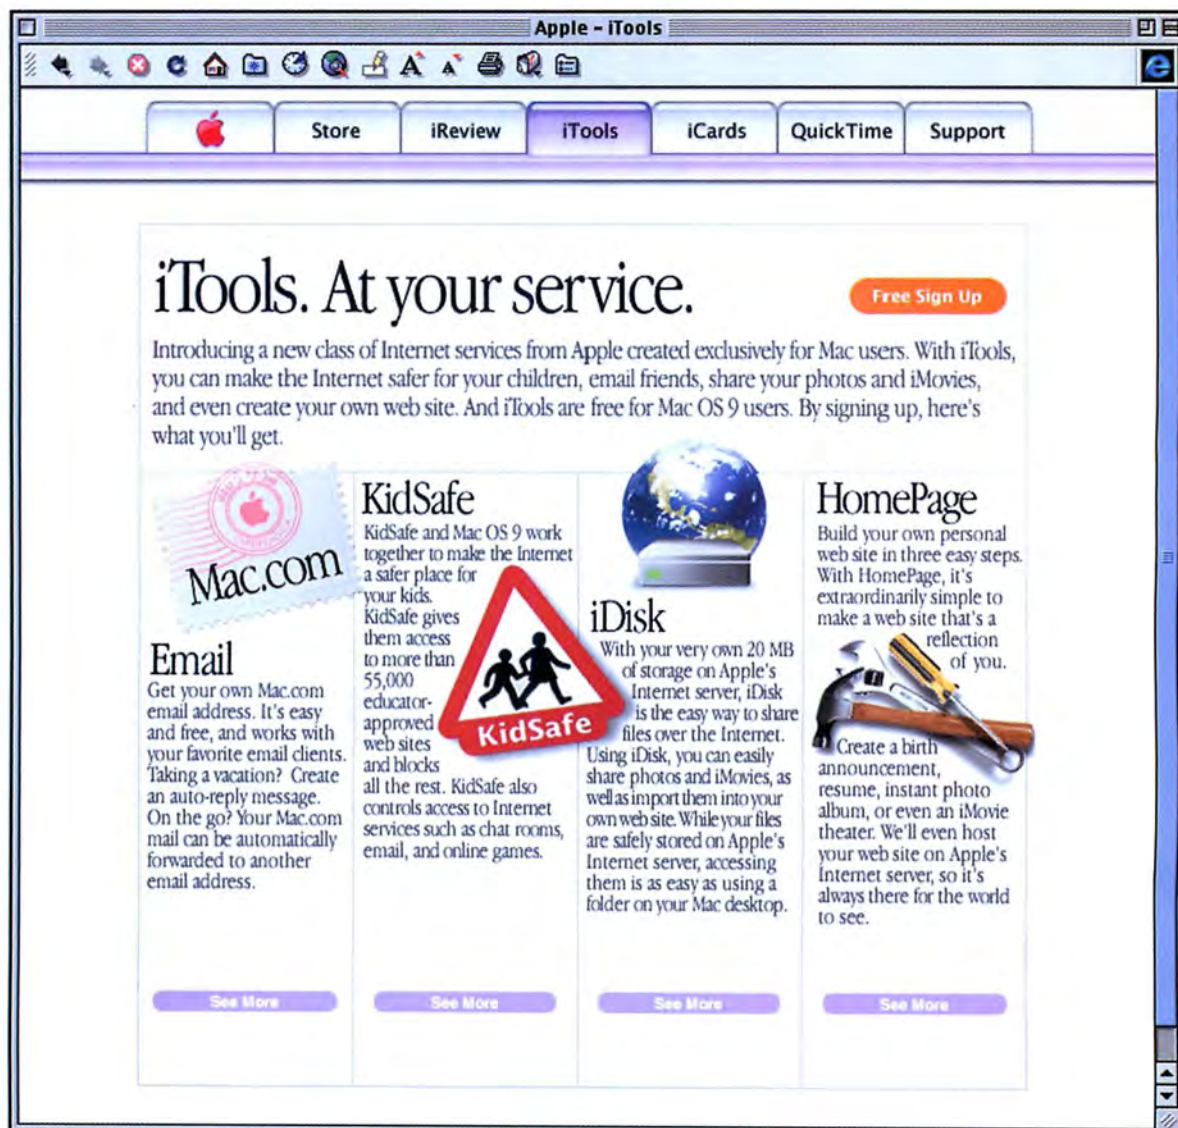 Apple – iTools
Store
iReview
iTools
iCards
QuickTime
Support
iTools. At your service.
Free Sign Up
Introducing a new class of Internet services from Apple created exclusively for Mac users. With iTools,
you can make the Internet safer for your children, email friends, share your photos and iMovies,
and even create your own web site. And iTools are free for Mac OS 9 users. By signing up, here's
what you'll get.
Mac.com
Email
Get your own Mac.com
email address. It's easy
and free, and works with
your favorite email clients.
Taking a vacation? Create
an auto-reply message.
On the go? Your Mac.com
mail can be automatically
forwarded to another
email address.
See More
KidSafe
KidSafe and Mac OS 9 work
together to make the Internet
a safer place for
your kids.
KidSafe gives
them access
to more than
55,000
educator-
approved
web sites
and blocks
all the rest. KidSafe also
controls access to Internet
services such as chat rooms,
email, and online games.
KidSafe
See More
iDisk
With your very own 20 MB
of storage on Apple's
Internet server, iDisk
is the easy way to share
files over the Internet.
Using iDisk, you can easily
share photos and iMovies, as
well as import them into your
own web site. While your files
are safely stored on Apple's
Internet server, accessing
them is as easy as using a
folder on your Mac desktop.
See More
HomePage
Build your own personal
web site in three easy steps.
With HomePage, it's
extraordinarily simple to
make a web site that's a
reflection
of you.
Create a birth
announcement,
resume, instant photo
album, or even an iMovie
theater. We'll even host
your web site on Apple's
Internet server, so it's
always there for the world
to see.
See More